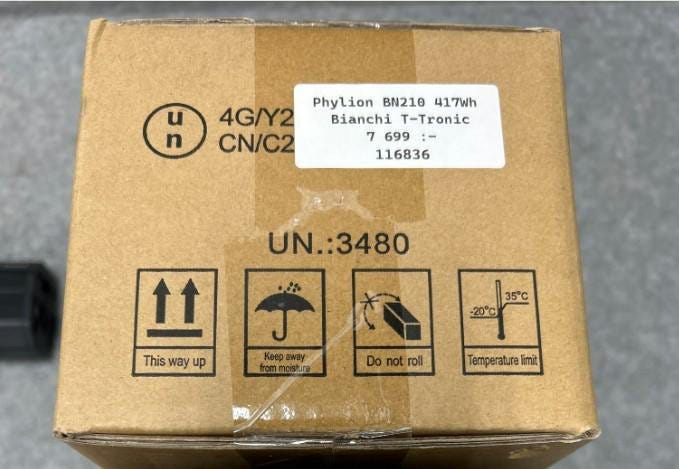 un
4G/Y2
CN/C2
Phylion BN210 417Wh
Bianchi T-Tronic
7 699 :-
116836
UN.:3480
This way up
Keep away
from moisture
Do not roll
-20°C
35°C
Temperature limit